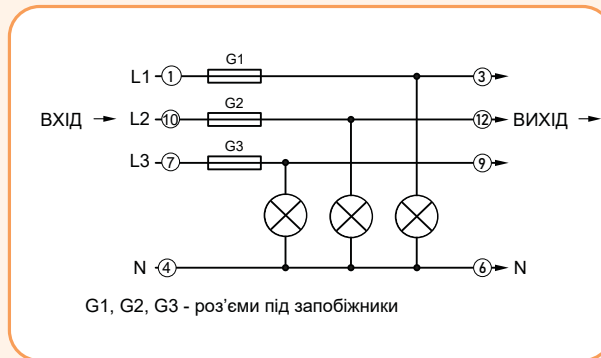 G1
L1 1 3
G2
ВХІД L2 10 12 ВИХІД
G3
L3 7 9
N 4 6 N
G1, G2, G3 - роз'єми під запобіжники